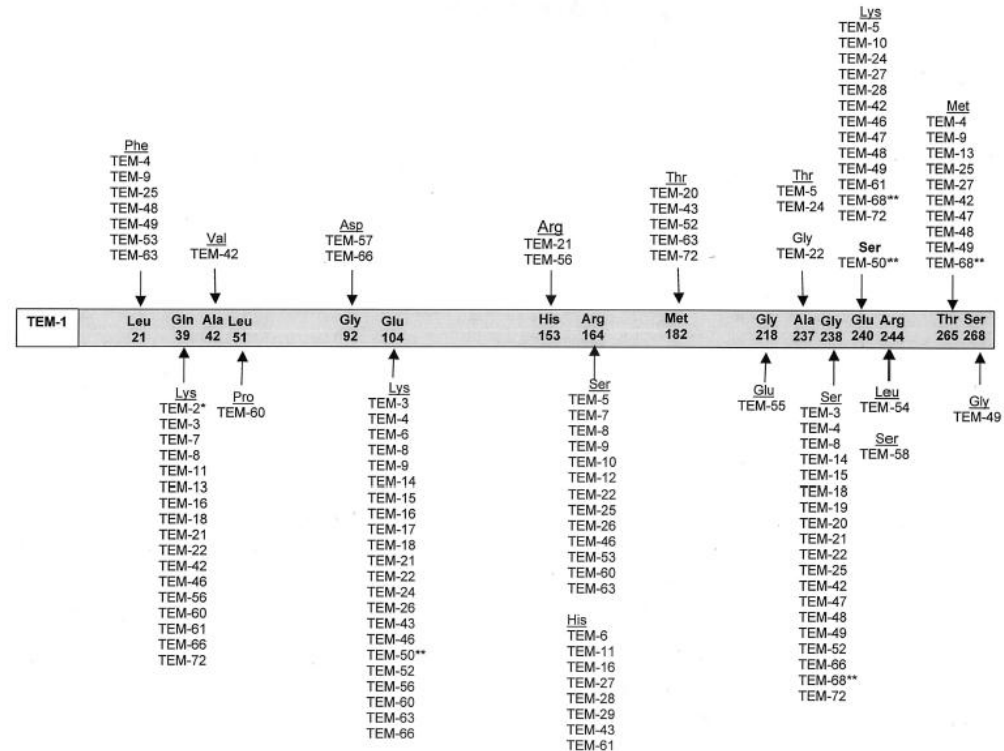 Phe
TEM-4
TEM-9
TEM-25
TEM-48
TEM-49
TEM-53
TEM-63
Val
TEM-42
Asp
TEM-57
TEM-66
Arg
TEM-21
TEM-56
Thr
TEM-20
TEM-43
TEM-52
TEM-63
TEM-72
Thr
TEM-5
TEM-24
Gly
TEM-22
Lys
TEM-5
TEM-10
TEM-24
TEM-27
TEM-28
TEM-42
TEM-46
TEM-47
TEM-48
TEM-49
TEM-61
TEM-68**
TEM-72
Ser
TEM-50**
Met
TEM-4
TEM-9
TEM-13
TEM-25
TEM-27
TEM-42
TEM-47
TEM-48
TEM-49
TEM-68**
TEM-1 Leu Gln Ala Leu Gly Glu His Arg Met Gly Ala Gly Glu Arg Thr Ser
21 39 42 51 92 104 153 164 182 218 237 238 240 244 265 268
Lys
TEM-2*
TEM-3
TEM-7
TEM-8
TEM-11
TEM-13
TEM-16
TEM-18
TEM-21
TEM-22
TEM-42
TEM-46
TEM-56
TEM-60
TEM-61
TEM-66
TEM-72
Pro
TEM-60
Lys
TEM-3
TEM-4
TEM-6
TEM-8
TEM-9
TEM-14
TEM-15
TEM-16
TEM-17
TEM-18
TEM-21
TEM-22
TEM-24
TEM-26
TEM-43
TEM-46
TEM-50**
TEM-52
TEM-56
TEM-60
TEM-63
TEM-66
Ser
TEM-5
TEM-7
TEM-8
TEM-9
TEM-10
TEM-12
TEM-22
TEM-25
TEM-26
TEM-46
TEM-53
TEM-60
TEM-63
His
TEM-6
TEM-11
TEM-16
TEM-27
TEM-28
TEM-29
TEM-43
TEM-61
Glu
TEM-55
Ser
TEM-3
TEM-4
TEM-8
TEM-14
TEM-15
TEM-18
TEM-19
TEM-20
TEM-21
TEM-22
TEM-25
TEM-42
TEM-47
TEM-48
TEM-49
TEM-52
TEM-66
TEM-68**
TEM-72
Leu
TEM-54
Ser
TEM-58
Gly
TEM-49